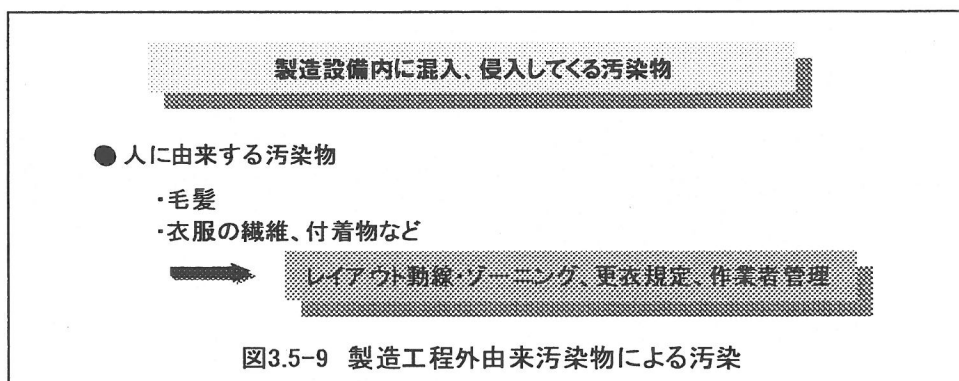 製造設備内に混入、侵入してくる汚染物
● 人に由来する汚染物
・毛髪
・衣服の繊維、付着物など
レイアウト動線・ゾーニング、更衣規定、作業者管理
図3.5-9 製造工程外由来汚染物による汚染